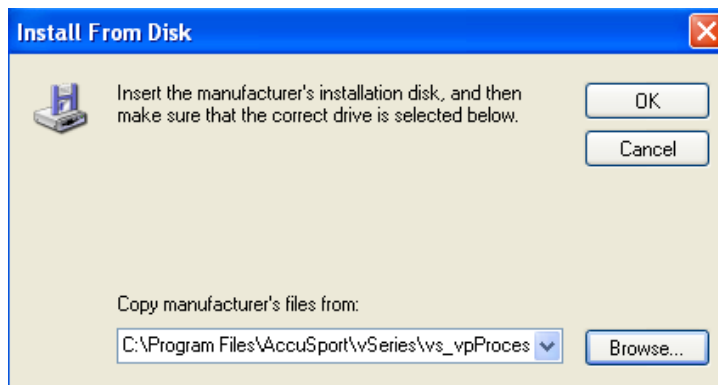 Install From Disk
Insert the manufacturer's installation disk, and then
make sure that the correct drive is selected below.
OK
Cancel
Copy manufacturer's files from:
C:\Program Files\AccuSport\vSeries\vs_vpProces
Browse...